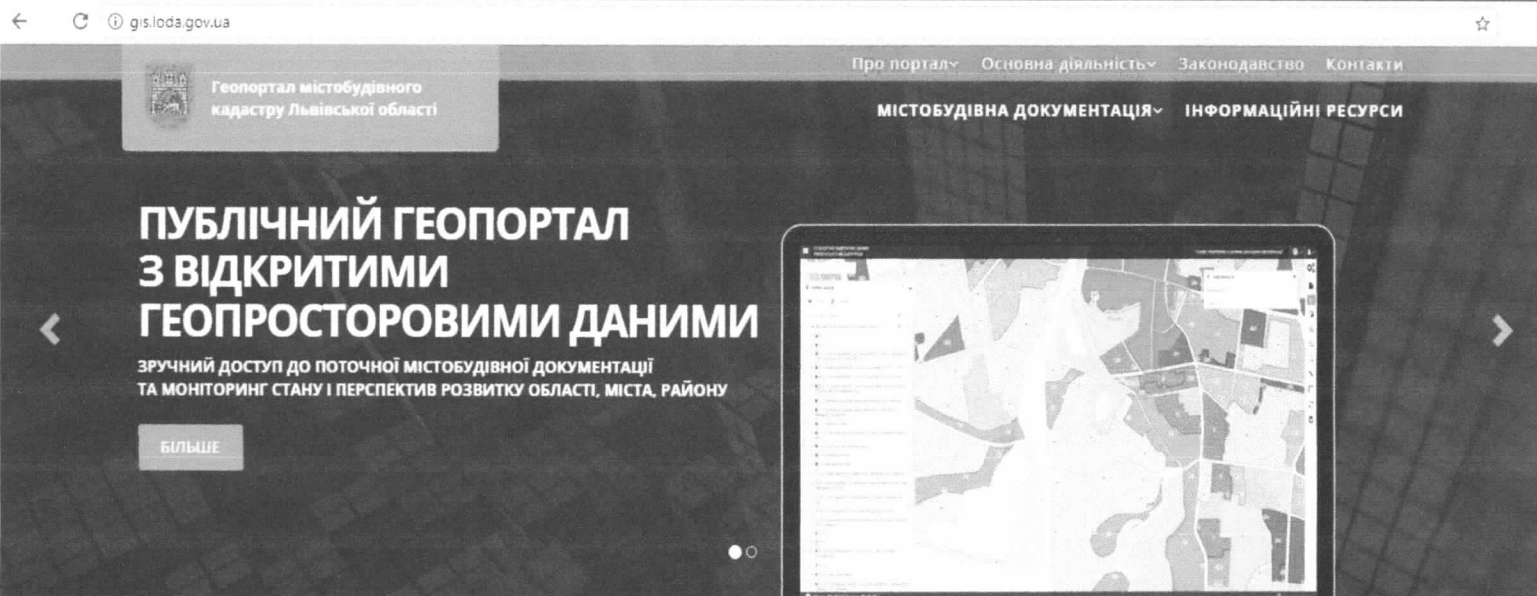 gis.loda.gov.ua
Про портал Основна діяльність Законодавство Контакти
Геопортал містобудівного
кадастру Львівської області
МІСТОБУДІВНА ДОКУМЕНТАЦІЯ ІНФОРМАЦІЙНІ РЕСУРСИ
ПУБЛІЧНИЙ ГЕОПОРТАЛ
З ВІДКРИТИМИ
ГЕОПРОСТОРОВИМИ ДАНИМИ
ЗРУЧНИЙ ДОСТУП ДО ПОТОЧНОЇ МІСТОБУДІВНОЇ ДОКУМЕНТАЦІЇ
ТА МОНІТОРИНГ СТАНУ І ПЕРСПЕКТИВ РОЗВИТКУ ОБЛАСТІ, МІСТА, РАЙОНУ
БІЛЬШЕ